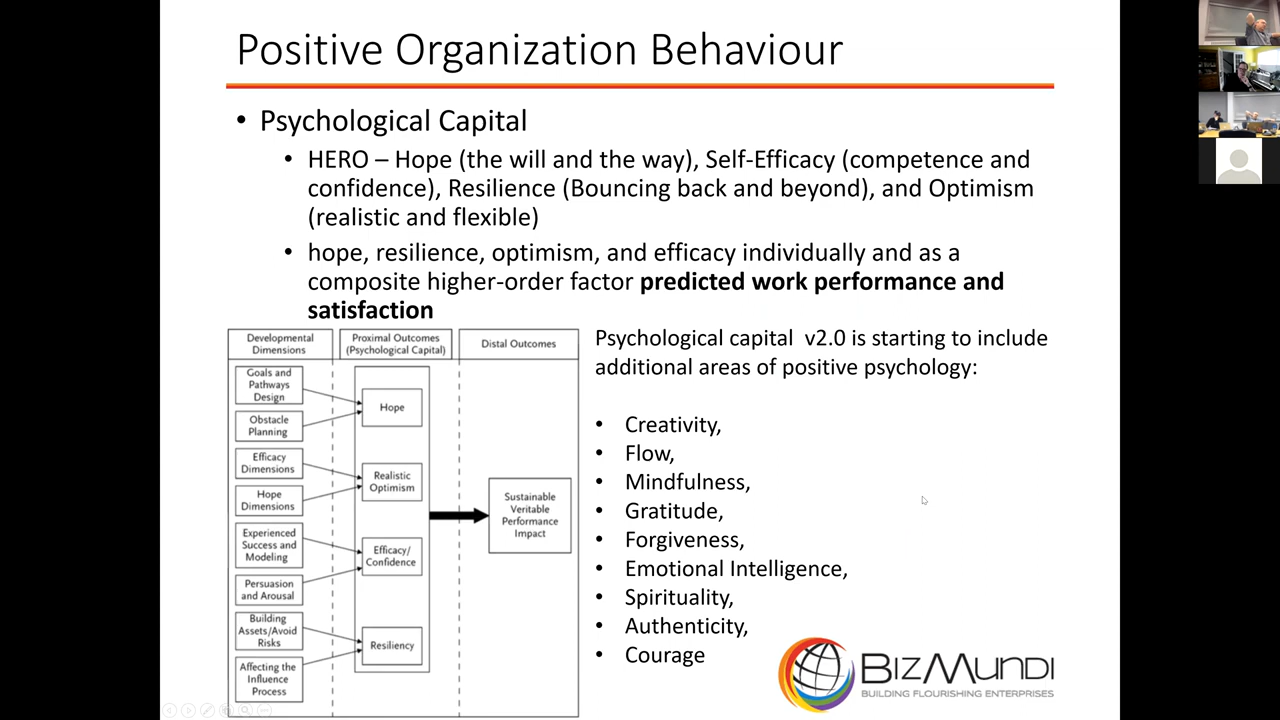 Positive Organization Behaviour
• Psychological Capital
• HERO – Hope (the will and the way), Self-Efficacy (competence and
confidence), Resilience (Bouncing back and beyond), and Optimism
(realistic and flexible)
• hope, resilience, optimism, and efficacy individually and as a
composite higher-order factor predicted work performance and
satisfaction
Developmental
Dimensions
Proximal Outcomes
(Psychological Capital)
Distal Outcomes
Goals and
Pathways
Design
Obstacle
Planning
Efficacy
Dimensions
Hope
Dimensions
Experienced
Success and
Modeling
Persuasion
and Arousal
Building
Assets/Avoid
Risks
Affecting the
Influence
Process
Hope
Realistic
Optimism
Efficacy/
Confidence
Resiliency
Sustainable
Veritable
Performance
Impact
Psychological capital v2.0 is starting to include
additional areas of positive psychology:
• Creativity,
• Flow,
• Mindfulness,
• Gratitude,
• Forgiveness,
• Emotional Intelligence,
• Spirituality,
• Authenticity,
• Courage
BIZMUNDI
BUILDING FLOURISHING ENTERPRISES